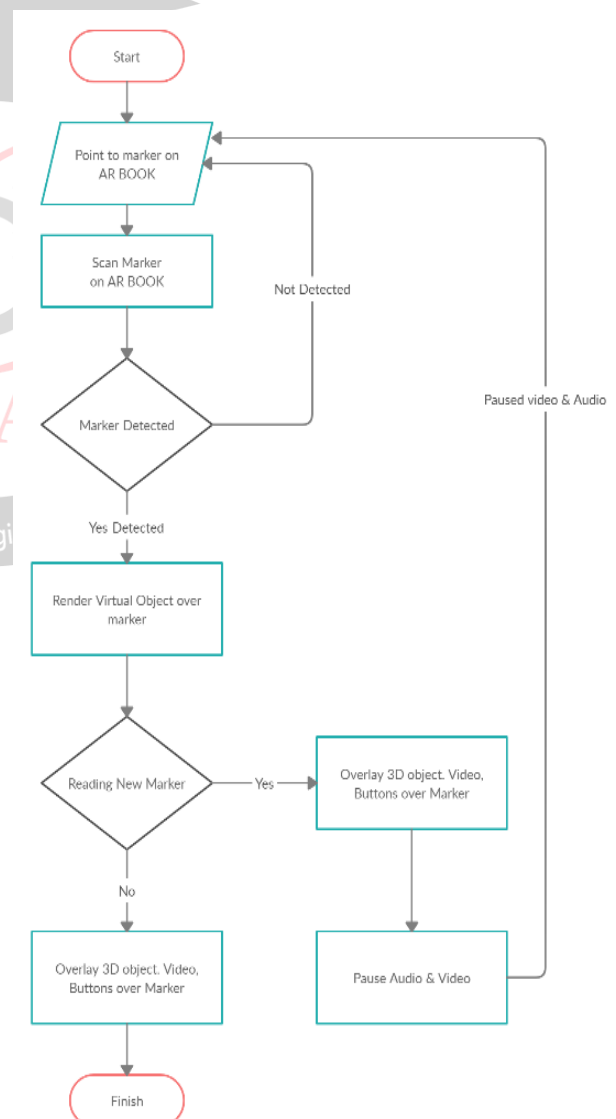 Start
Point to marker on
AR BOOK
Scan Marker
on AR BOOK
Not Detected
Marker Detected
Paused video & Audio
Yes Detected
Render Virtual Object over
marker
Reading New Marker
Yes
Overlay 3D object. Video,
Buttons over Marker
No
Overlay 3D object. Video,
Buttons over Marker
Pause Audio & Video
Finish